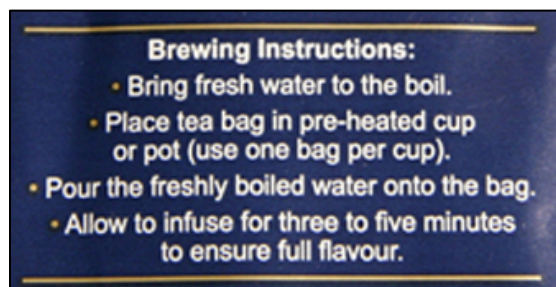 Brewing Instructions:
• Bring fresh water to the boil.
• Place tea bag in pre-heated cup
or pot (use one bag per cup).
• Pour the freshly boiled water onto the bag.
• Allow to infuse for three to five minutes
to ensure full flavour.